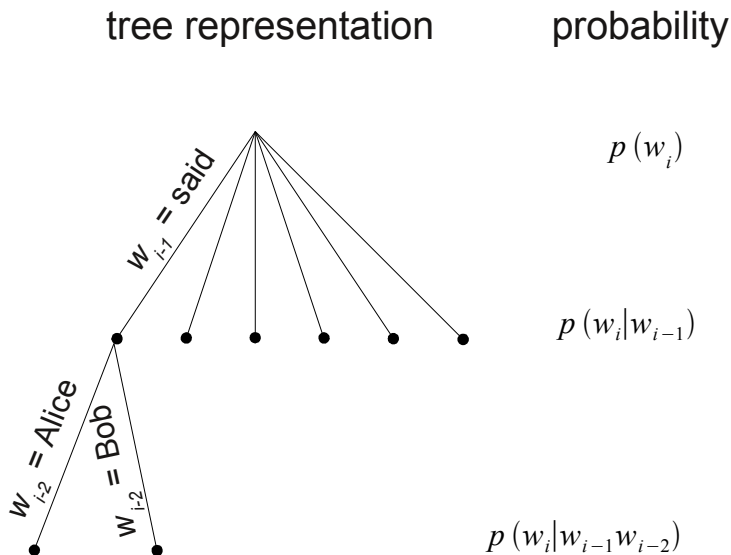 tree representation probability
p (w_i)
w_{i-1} = said
p (w_i|w_{i-1})
w_{i-2} = Alice
w_{i-2} = Bob
p (w_i|w_{i-1}w_{i-2})